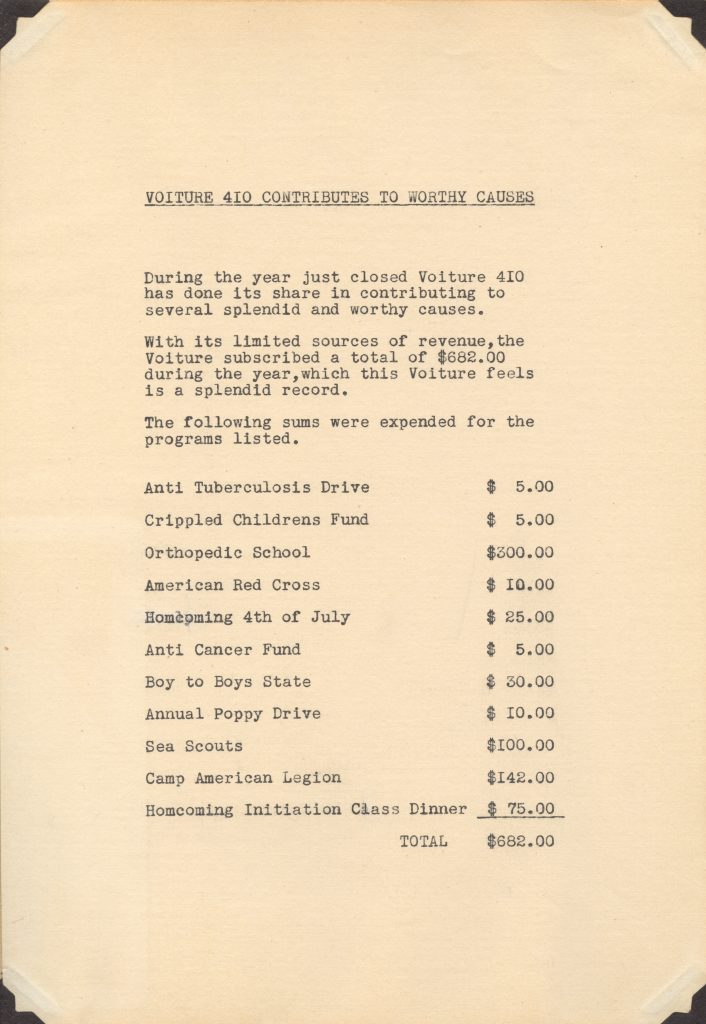 VOITURE 4IO CONTRIBUTES TO WORTHY CAUSES
During the year just closed Voiture 4IO
has done its share in contributing to
several splendid and worthy causes.
With its limited sources of revenue,the
Voiture subscribed a total of $682.00
during the year,which this Voiture feels
is a splendid record.
The following sums were expended for the
programs listed.
Anti Tuberculosis Drive $ 5.00
Crippled Childrens Fund $ 5.00
Orthopedic School $300.00
American Red Cross $ I0.00
Homcoming 4th of July $ 25.00
Anti Cancer Fund $ 5.00
Boy to Boys State $ 30.00
Annual Poppy Drive $ I0.00
Sea Scouts $I00.00
Camp American Legion $I42.00
Homcoming Initiation Class Dinner $ 75.00
TOTAL $682.00